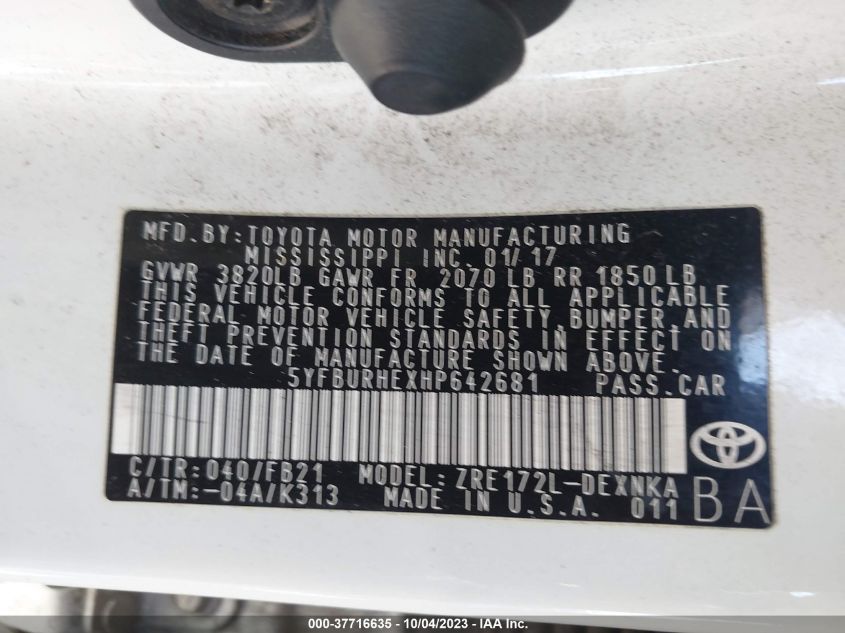 MFD.BY:TOYOTA MOTOR MANUFACTURING
MISSISSIPPI INC. 01/17
GVWR 3820LB GAWR FR 2070 LB RR 1850 LB
THIS VEHICLE CONFORMS TO ALL APPLICABLE
FEDERAL MOTOR VEHICLE SAFETY,BUMPER,AND
THEFT PREVENTION STANDARDS IN EFFECT ON
THE DATE OF MANUFACTURE SHOWN ABOVE.
5YFBURHEXHP642681 PASS.CAR
C/TR:040/FB21 MODEL:ZRE172L-DEXNKA
A/TM:-04A/K313 MADE IN U.S.A. 011
BA
000-37716635 - 10/04/2023 - IAA Inc.